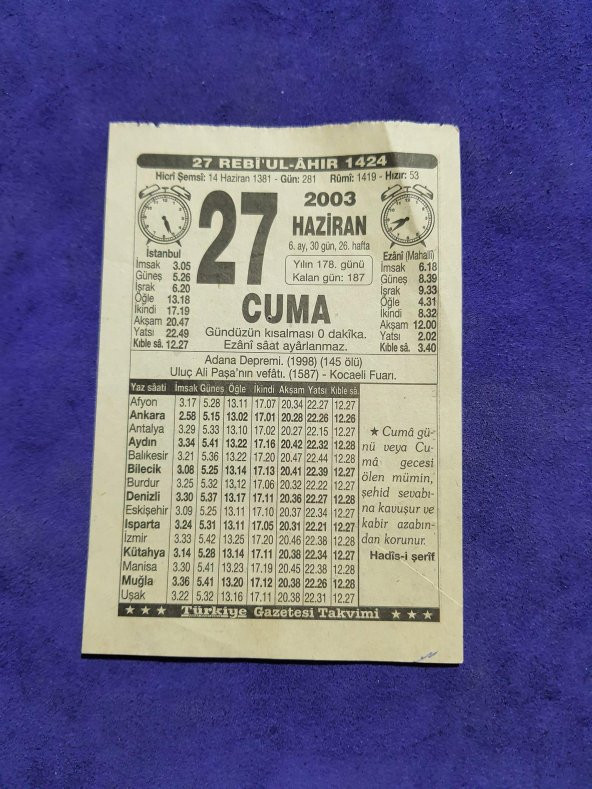 27 REBÎ'UL-ÂHIR 1424
Hicrî Şemsî: 14 Haziran 1381 - Gün: 281 Rûmî: 1419 - Hızır: 53
27
2003
HAZİRAN
6. ay, 30 gün, 26. hafta
Yılın 178. günü
Kalan gün: 187
CUMA
Gündüzün kısalması 0 dakîka.
Ezânî sâat ayârlanmaz.
İstanbul
İmsak 3.05
Güneş 5.26
İşrak 6.20
Öğle 13.18
İkindi 17.19
Akşam 20.47
Yatsı 22.49
Kıble sâ. 12.27
Ezânî (Mahallî)
İmsak 6.18
Güneş 8.39
İşrak 9.33
Öğle 4.31
İkindi 8.32
Akşam 12.00
Yatsı 2.02
Kıble sâ. 3.40
Adana Depremi. (1998) (145 ölü)
Uluç Ali Paşa'nın vefâtı. (1587) - Kocaeli Fuarı.
Yaz sâati İmsak Güneş Öğle İkindi Akşam Yatsı Kıble sâ.
Afyon 3.17 5.28 13.11 17.07 20.34 22.27 12.27
Ankara 2.58 5.15 13.02 17.01 20.28 22.26 12.26
Antalya 3.29 5.33 13.10 17.02 20.27 22.15 12.27
Aydın 3.34 5.41 13.22 17.16 20.42 22.32 12.28
Balıkesir 3.21 5.36 13.22 17.20 20.47 22.44 12.28
Bilecik 3.08 5.25 13.14 17.13 20.41 22.39 12.27
Burdur 3.25 5.32 13,12 17.06 20.32 22.22 12.27
Denizli 3.30 5.37 13.17 17.11 20.36 22.27 12.28
Eskişehir 3.09 5.25 13.11 17.10 20.37 22.34 12.27
Isparta 3.24 5.31 13.11 17.05 20.31 22.21 12.27
İzmir 3.33 5.42 13.25 17.20 20.46 22.38 12.28
Kütahya 3.14 5.28 13.14 17.11 20.38 22.34 12.27
Manisa 3.30 5.41 13.23 17.19 20.45 22.38 12.28
Muğla 3.36 5.41 13.20 17.12 20.38 22.26 12.28
Uşak 3.22 5.32 13.16 17.11 20.38 22.31 12.27
★ Cumâ gü-
nü veya Cu-
mâ gecesi
ölen mümin,
şehid sevabı-
na kavuşur ve
kabir azabın-
dan korunur.
Hadîs-i şerîf
★ ★ ★ Türkiye Gazetesi Takvimi ★ ★ ★